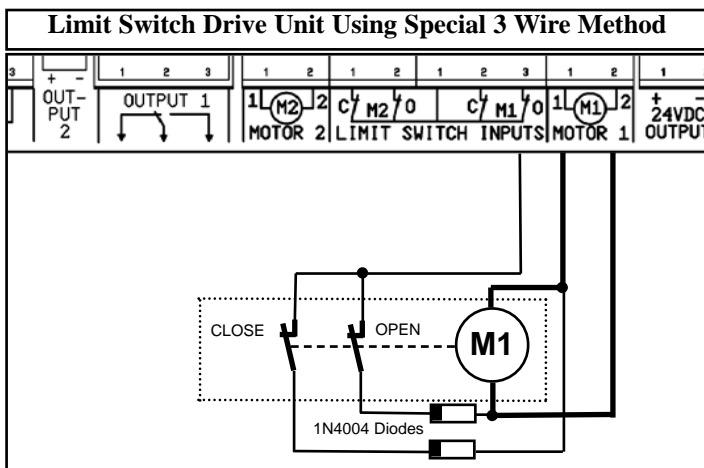 Limit Switch Drive Unit Using Special 3 Wire Method
3 + - 1 2 3 1 2 1 2 1 2 3 1 2 1
OUT- OUTPUT 1 1 M2 2 C M2 O C M1 O 1 M1 2 + -
PUT 24VDC
2 MOTOR 2 LIMIT SWITCH INPUTS MOTOR 1 OUTPUT
CLOSE OPEN M1
1N4004 Diodes